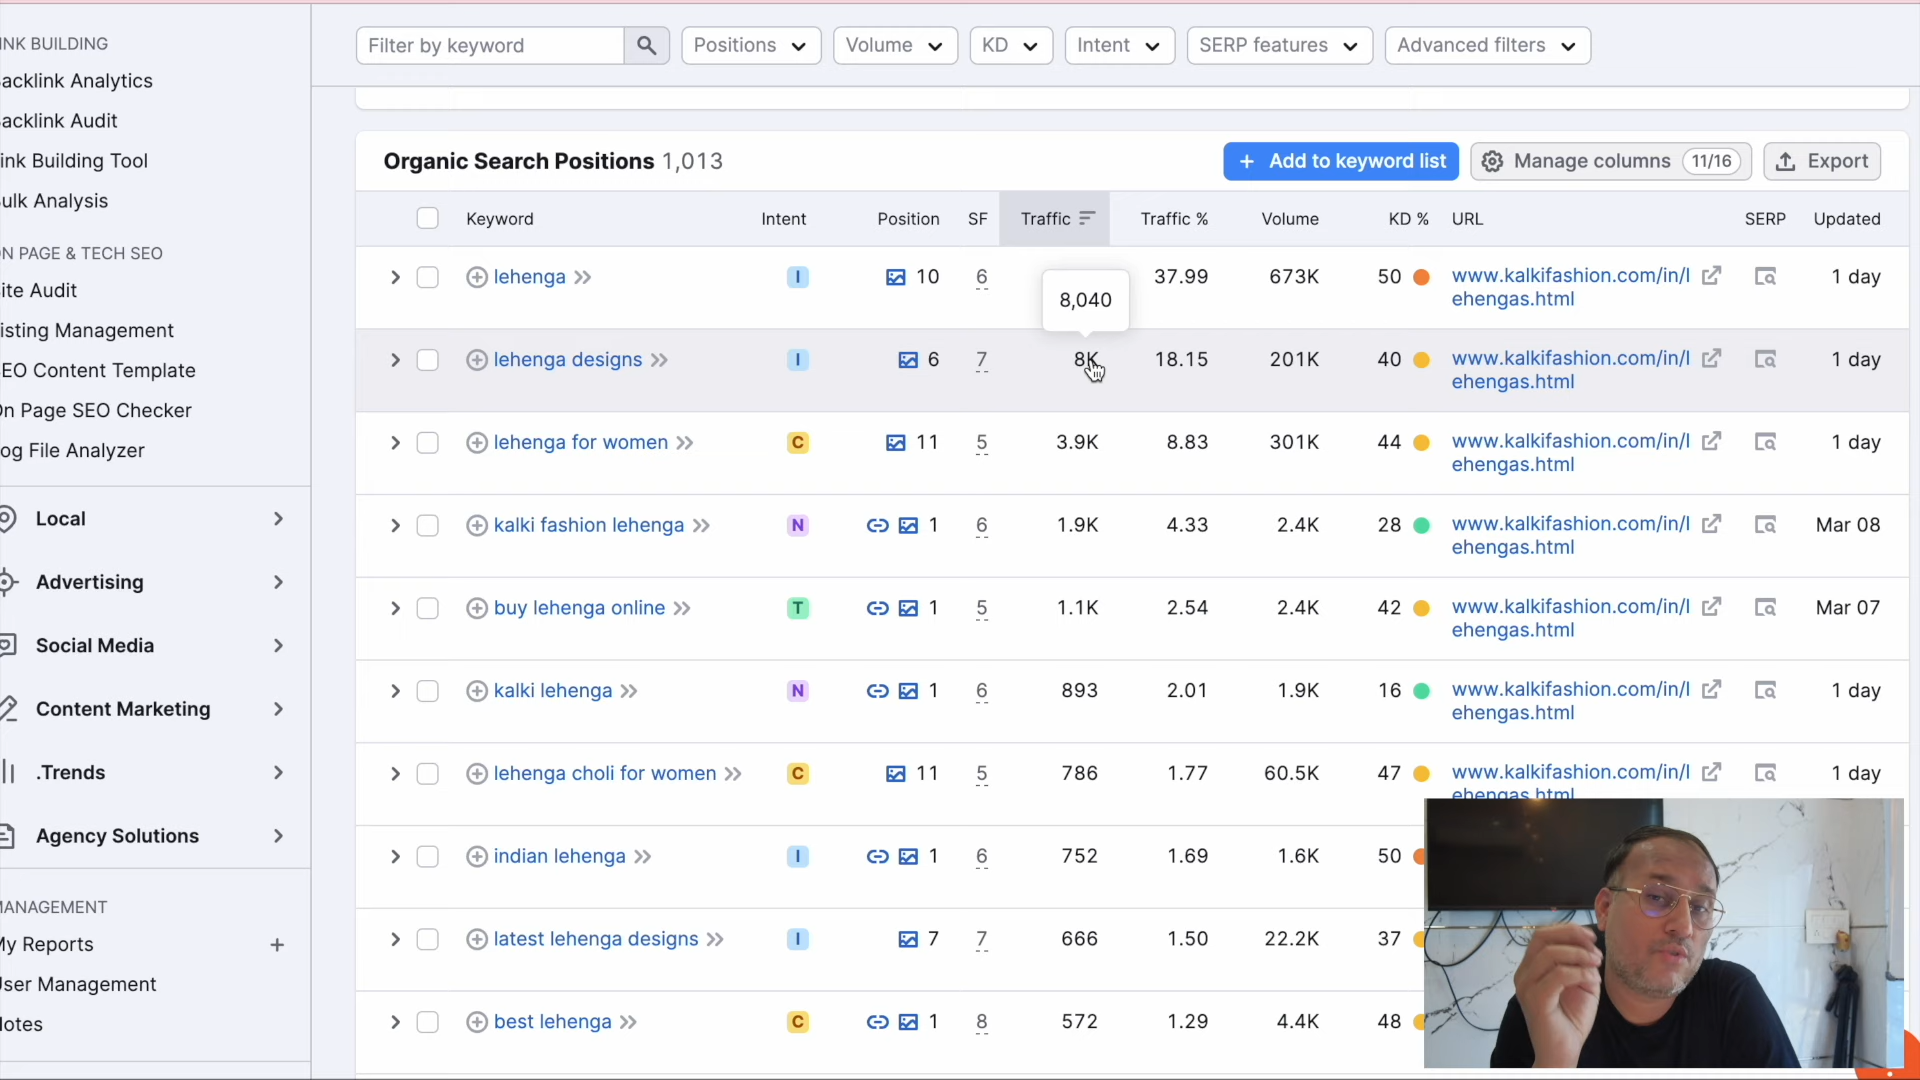 INK BUILDING
acklink Analytics
acklink Audit
ink Building Tool
ulk Analysis
N PAGE & TECH SEO
ite Audit
isting Management
EO Content Template
n Page SEO Checker
og File Analyzer
Local
Advertising
Social Media
Content Marketing
.Trends
Agency Solutions
MANAGEMENT
y Reports +
ser Management
otes
Filter by keyword Positions Volume KD Intent SERP features Advanced filters
Organic Search Positions 1,013 + Add to keyword list Manage columns 11/16 Export
Keyword Intent Position SF Traffic Traffic % Volume KD % URL SERP Updated
lehenga I 10 6 37.99 673K 50 www.kalkifashion.com/in/l 1 day
ehengas.html
8,040
lehenga designs I 6 7 8K 18.15 201K 40 www.kalkifashion.com/in/l 1 day
ehengas.html
lehenga for women C 11 5 3.9K 8.83 301K 44 www.kalkifashion.com/in/l 1 day
ehengas.html
kalki fashion lehenga N 1 6 1.9K 4.33 2.4K 28 www.kalkifashion.com/in/l Mar 08
ehengas.html
buy lehenga online T 1 5 1.1K 2.54 2.4K 42 www.kalkifashion.com/in/l Mar 07
ehengas.html
kalki lehenga N 1 6 893 2.01 1.9K 16 www.kalkifashion.com/in/l 1 day
ehengas.html
lehenga choli for women C 11 5 786 1.77 60.5K 47 www.kalkifashion.com/in/l 1 day
ehengas.html
indian lehenga I 1 6 752 1.69 1.6K 50
latest lehenga designs I 7 7 666 1.50 22.2K 37
best lehenga C 1 8 572 1.29 4.4K 48